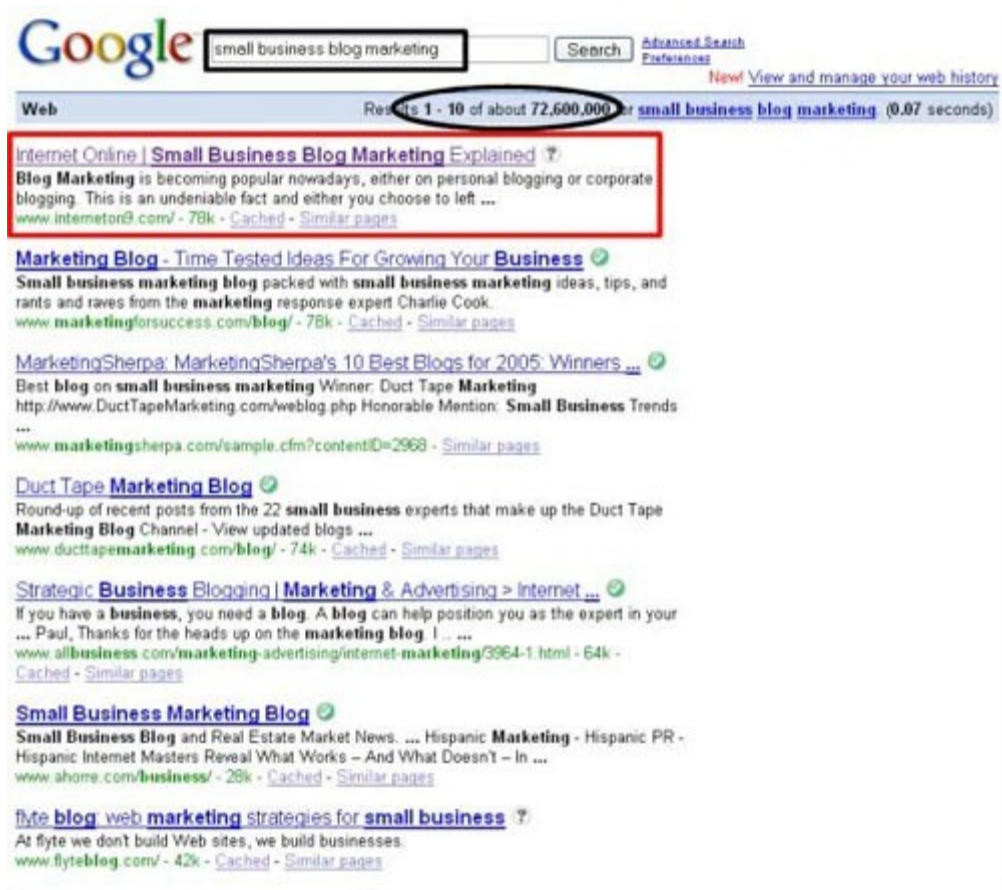 Google
small business blog marketing
Search
Advanced Search
Preferences
New! View and manage your web history
Web
Results 1 - 10 of about 72,600,000 for small business blog marketing. (0.07 seconds)
Internet Online | Small Business Blog Marketing Explained ?
Blog Marketing is becoming popular nowadays, either on personal blogging or corporate
blogging. This is an undeniable fact and either you choose to left ...
www.interneton9.com/ - 78k - Cached - Similar pages
Marketing Blog - Time Tested Ideas For Growing Your Business
Small business marketing blog packed with small business marketing ideas, tips, and
rants and raves from the marketing response expert Charlie Cook.
www.marketingforsuccess.com/blog/ - 78k - Cached - Similar pages
MarketingSherpa: MarketingSherpa's 10 Best Blogs for 2005: Winners ...
Best blog on small business marketing Winner: Duct Tape Marketing
http://www.DuctTapeMarketing.com/weblog.php Honorable Mention: Small Business Trends
...
www.marketingsherpa.com/sample.cfm?contentID=2968 - Similar pages
Duct Tape Marketing Blog
Round-up of recent posts from the 22 small business experts that make up the Duct Tape
Marketing Blog Channel - View updated blogs ...
www.ducttapemarketing.com/blog/ - 74k - Cached - Similar pages
Strategic Business Blogging | Marketing & Advertising > Internet ...
If you have a business, you need a blog. A blog can help position you as the expert in your
... Paul, Thanks for the heads up on the marketing blog. I .. ...
www.allbusiness.com/marketing-advertising/internet-marketing/3964-1.html - 64k -
Cached - Similar pages
Small Business Marketing Blog
Small Business Blog and Real Estate Market News. ... Hispanic Marketing - Hispanic PR -
Hispanic Internet Masters Reveal What Works – And What Doesn't – In ...
www.ahorre.com/business/ - 28k - Cached - Similar pages
flyte blog: web marketing strategies for small business ?
At flyte we don't build Web sites, we build businesses.
www.flyteblog.com/ - 42k - Cached - Similar pages